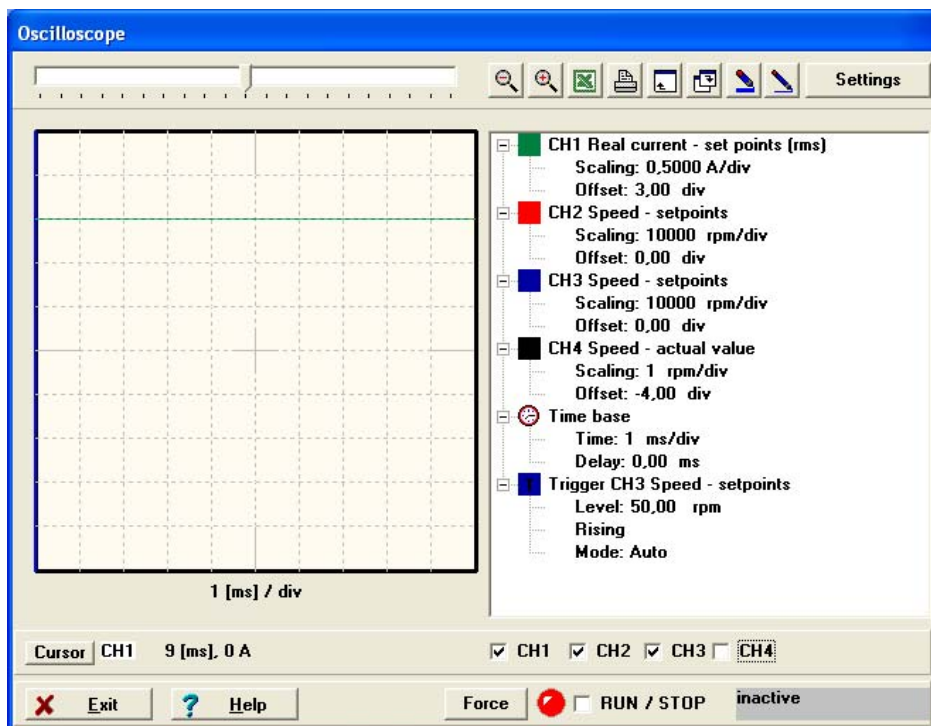 Oscilloscope
Settings
CH1 Real current - set points (rms)
Scaling: 0,5000 A/div
Offset: 3,00 div
CH2 Speed - setpoints
Scaling: 10000 rpm/div
Offset: 0,00 div
CH3 Speed - setpoints
Scaling: 10000 rpm/div
Offset: 0,00 div
CH4 Speed - actual value
Scaling: 1 rpm/div
Offset: -4,00 div
Time base
Time: 1 ms/div
Delay: 0,00 ms
T Trigger CH3 Speed - setpoints
Level: 50,00 rpm
Rising
Mode: Auto
1 [ms] / div
Cursor CH1 9 [ms], 0 A CH1 CH2 CH3 CH4
Exit Help Force RUN / STOP inactive